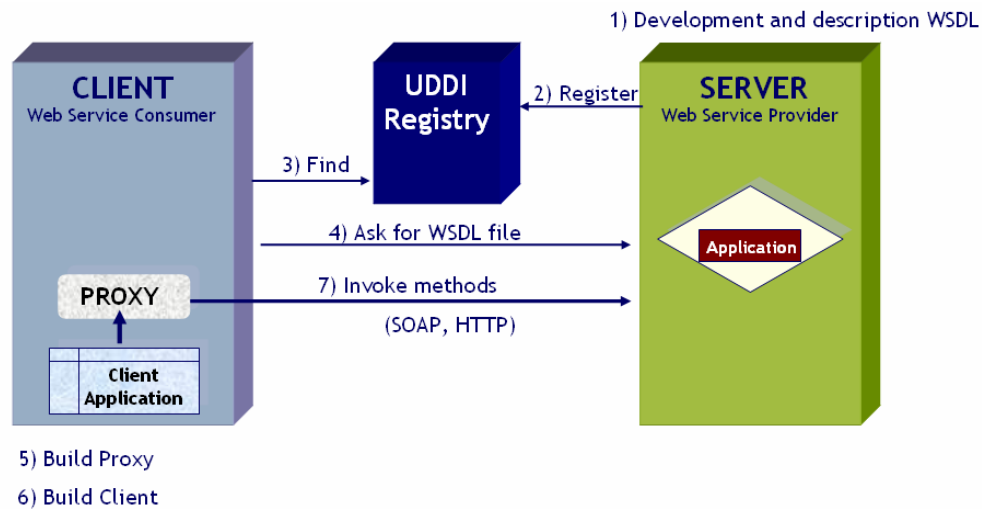 1) Development and description WSDL
CLIENT
Web Service Consumer
UDDI
Registry
2) Register
SERVER
Web Service Provider
3) Find
4) Ask for WSDL file
Application
PROXY
7) Invoke methods
(SOAP, HTTP)
Client
Application
5) Build Proxy
6) Build Client